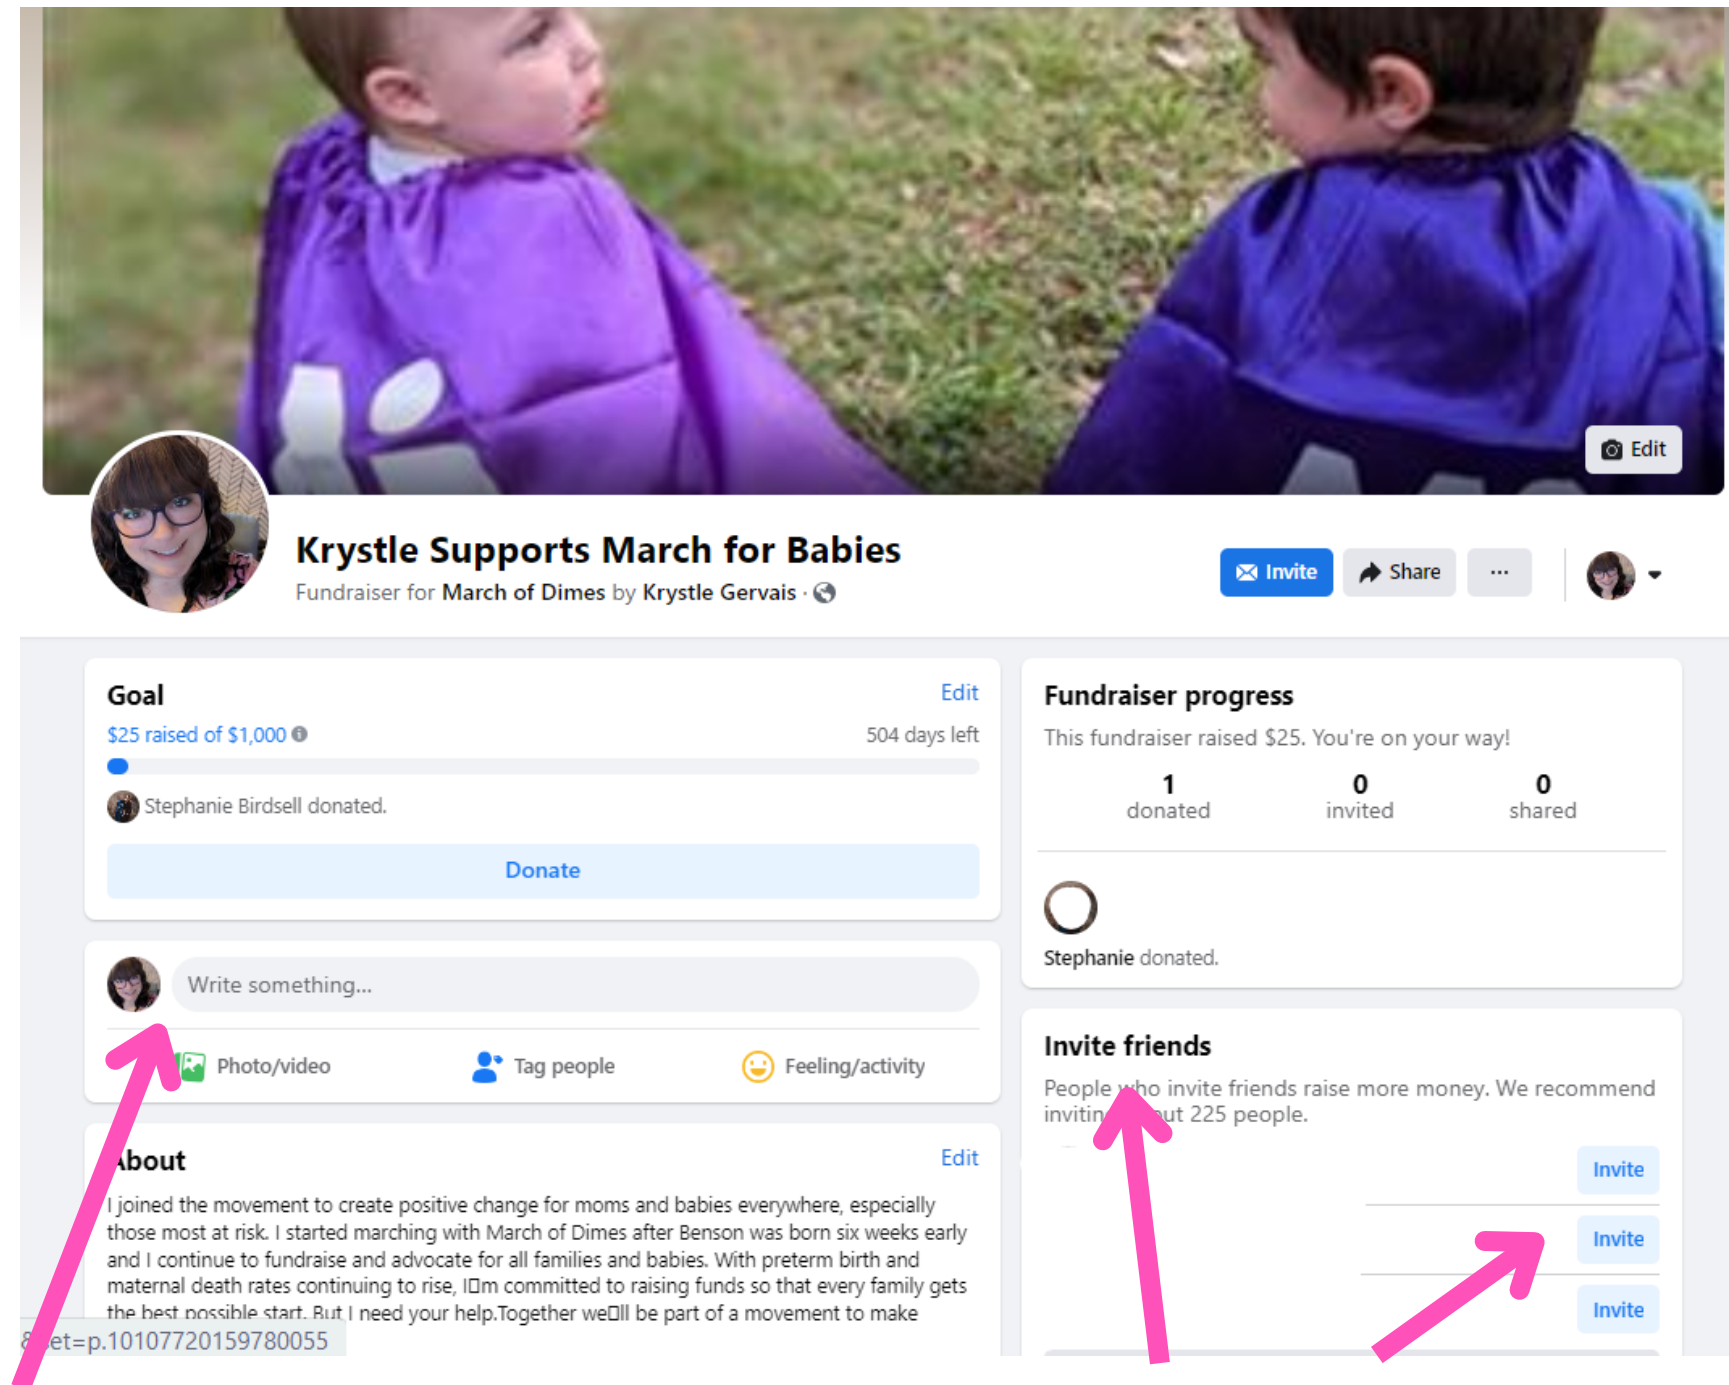 Edit
Krystle Supports March for Babies
Fundraiser for March of Dimes by Krystle Gervais ·
Invite
Share
...
Goal
Edit
$25 raised of $1,000
504 days left
Stephanie Birdsell donated.
Donate
Write something...
Photo/video
Tag people
Feeling/activity
About
Edit
I joined the movement to create positive change for moms and babies everywhere, especially
those most at risk. I started marching with March of Dimes after Benson was born six weeks early
and I continue to fundraise and advocate for all families and babies. With preterm birth and
maternal death rates continuing to rise, I□m committed to raising funds so that every family gets
the best possible start. But I need your help.Together we□ll be part of a movement to make
et=p.10107720159780055
Fundraiser progress
This fundraiser raised $25. You're on your way!
1
donated
0
invited
0
shared
Stephanie donated.
Invite friends
People who invite friends raise more money. We recommend
225 people.
Invite
Invite
Invite